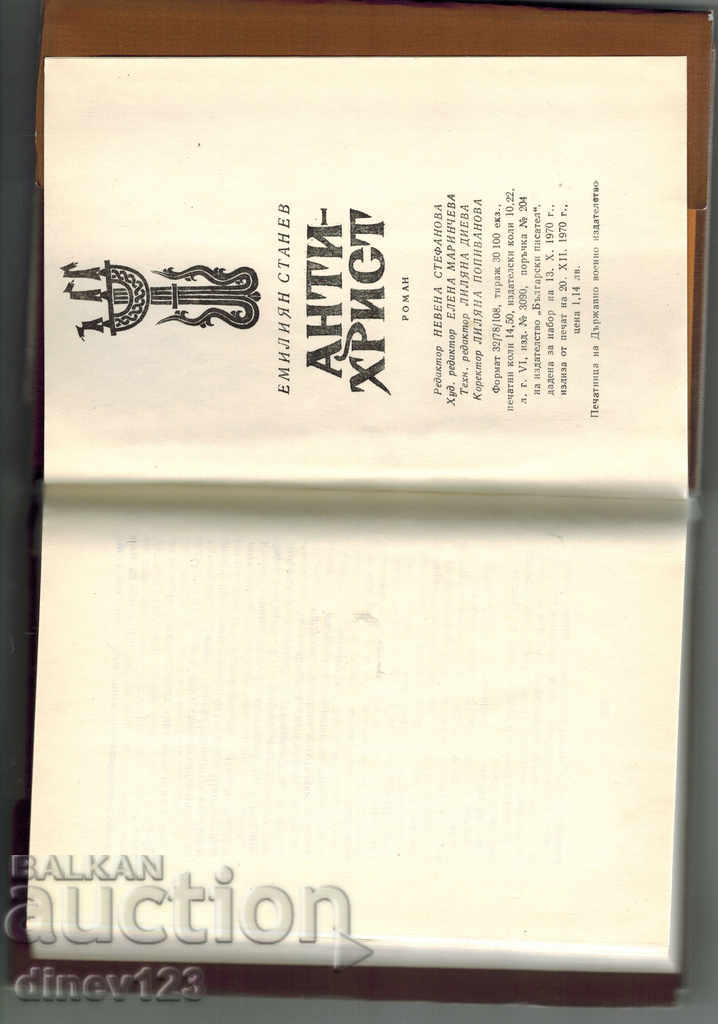 ЕМИЛИЯН СТАНЕВ
АНТИ-
ХРИСТ
РОМАН
Редактор НЕВЕНА СТЕФАНОВА
Худ. редактор ЕЛЕНА МАРИНЧЕВА
Техн. редактор ЛИЛЯНА ДИЕВА
Коректор ЛИЛЯНА ПОПИВАНОВА
Формат 32/78/108, тираж 30 100 екз.,
печатни коли 14,50, издателски коли 10,22.
л. г. VI, изд. № 3090, поръчка № 204
на издателство „Български писател“.
дадена за набор на 13. X. 1970 г.,
излиза от печат на 20. XII. 1970 г.,
цена 1,14 лв.
Печатница на Държавно военно издателство
BALKAN
auction
dinev123